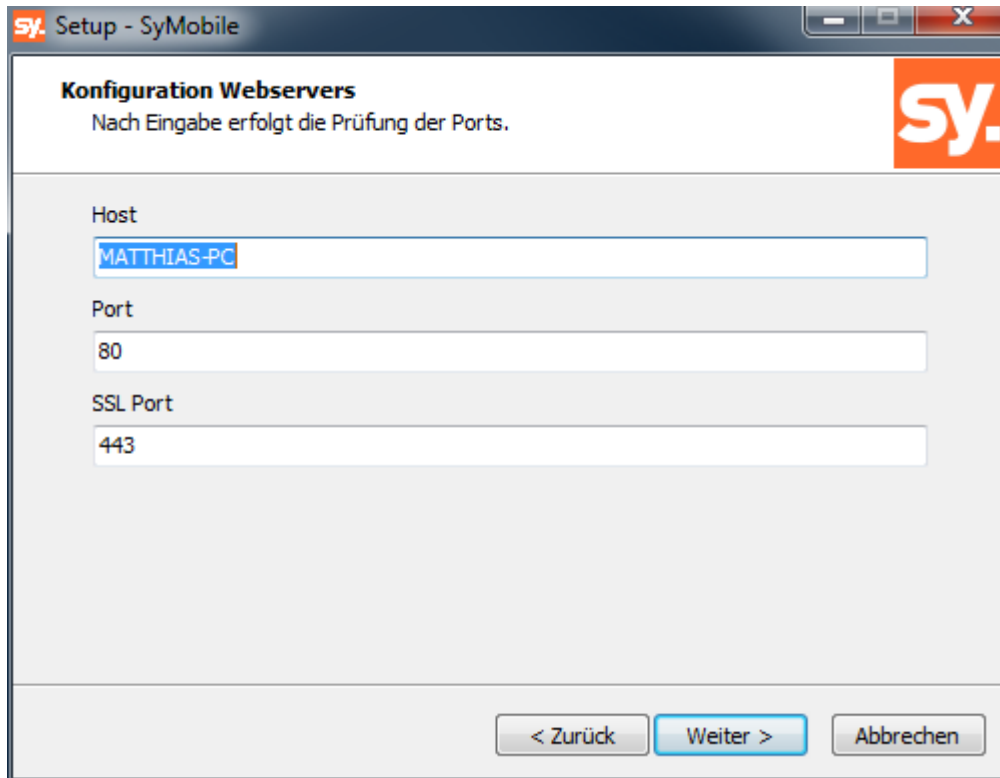 sy. Setup - SyMobile
Konfiguration Webservers
Nach Eingabe erfolgt die Prüfung der Ports.
sy.
Host
MATTHIAS-PC
Port
80
SSL Port
443
< Zurück Weiter > Abbrechen